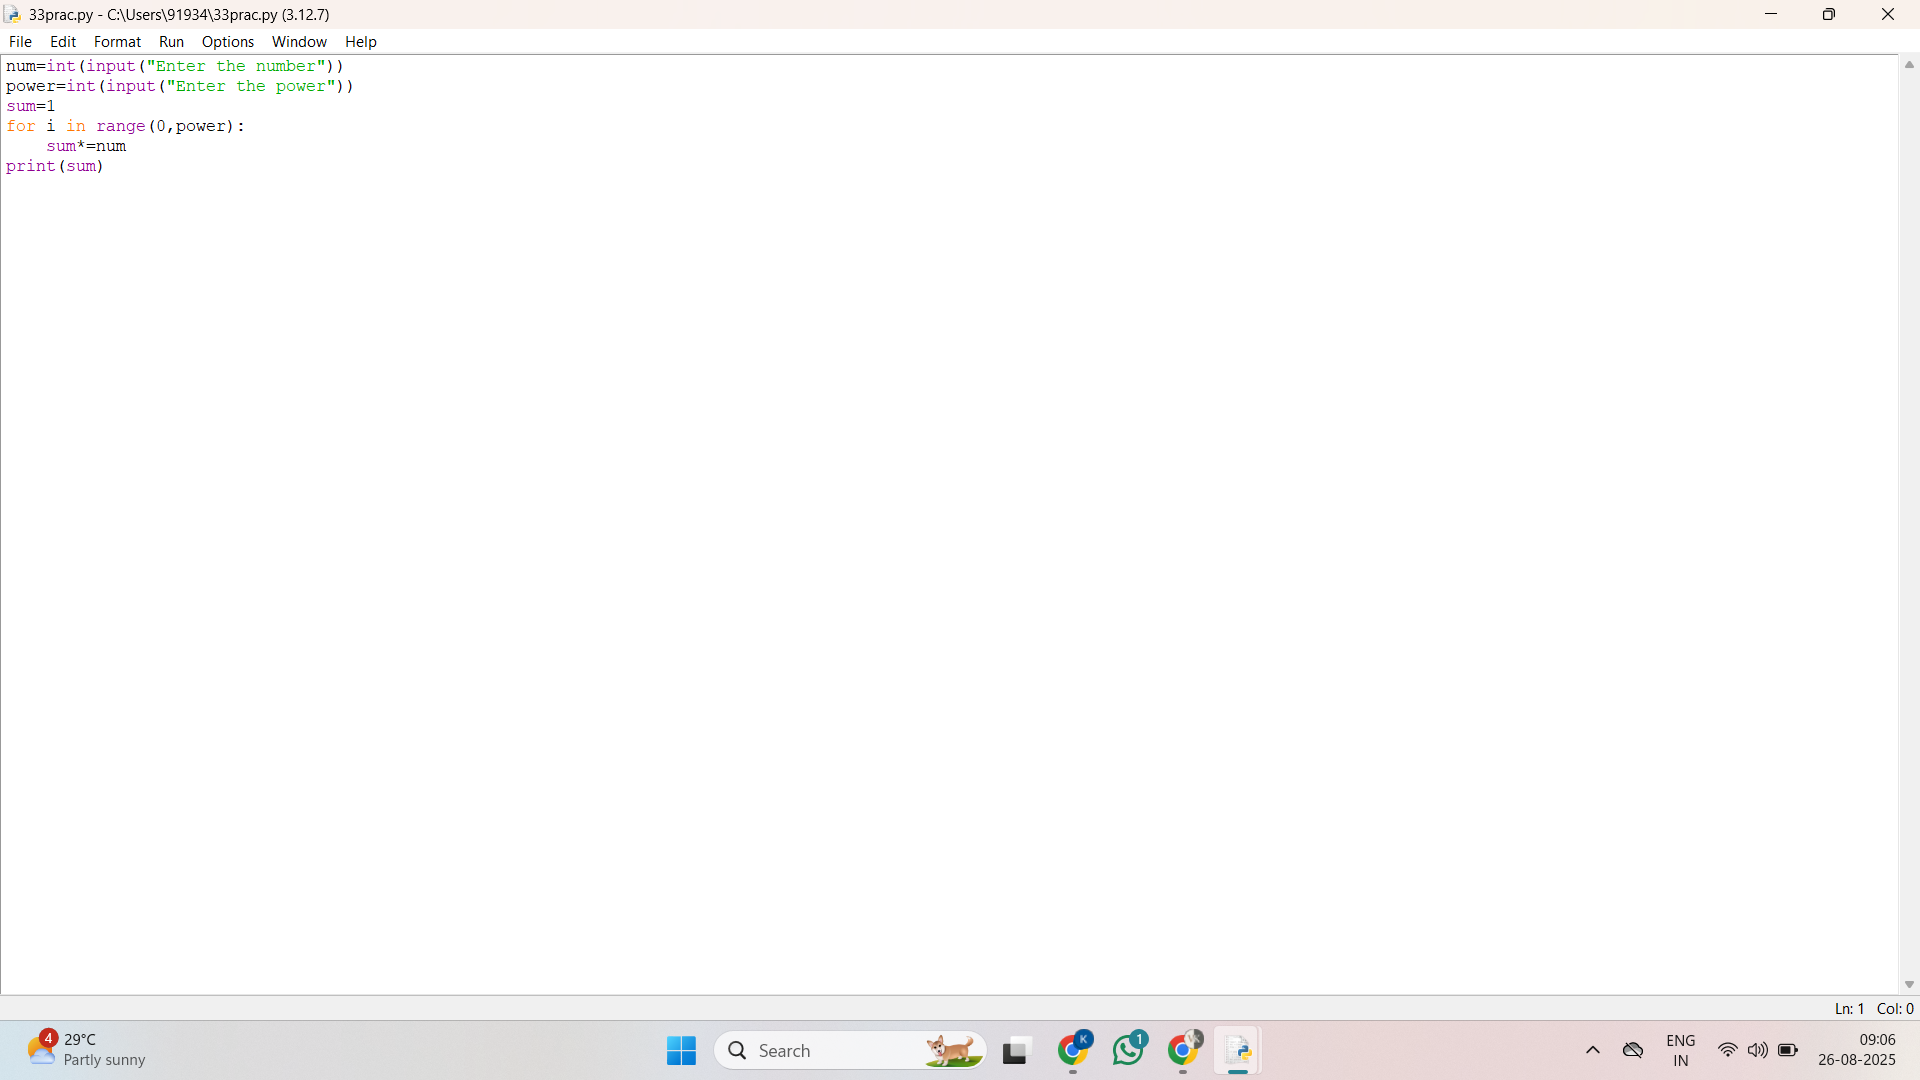 33prac.py - C:\Users\91934\33prac.py (3.12.7)
File Edit Format Run Options Window Help
num=int(input("Enter the number"))
power=int(input("Enter the power"))
sum=1
for i in range(0,power):
    sum*=num
print(sum)
Ln: 1 Col: 0
4
29°C
Partly sunny
Search
K
1
VK
ENG
IN
09:06
26-08-2025